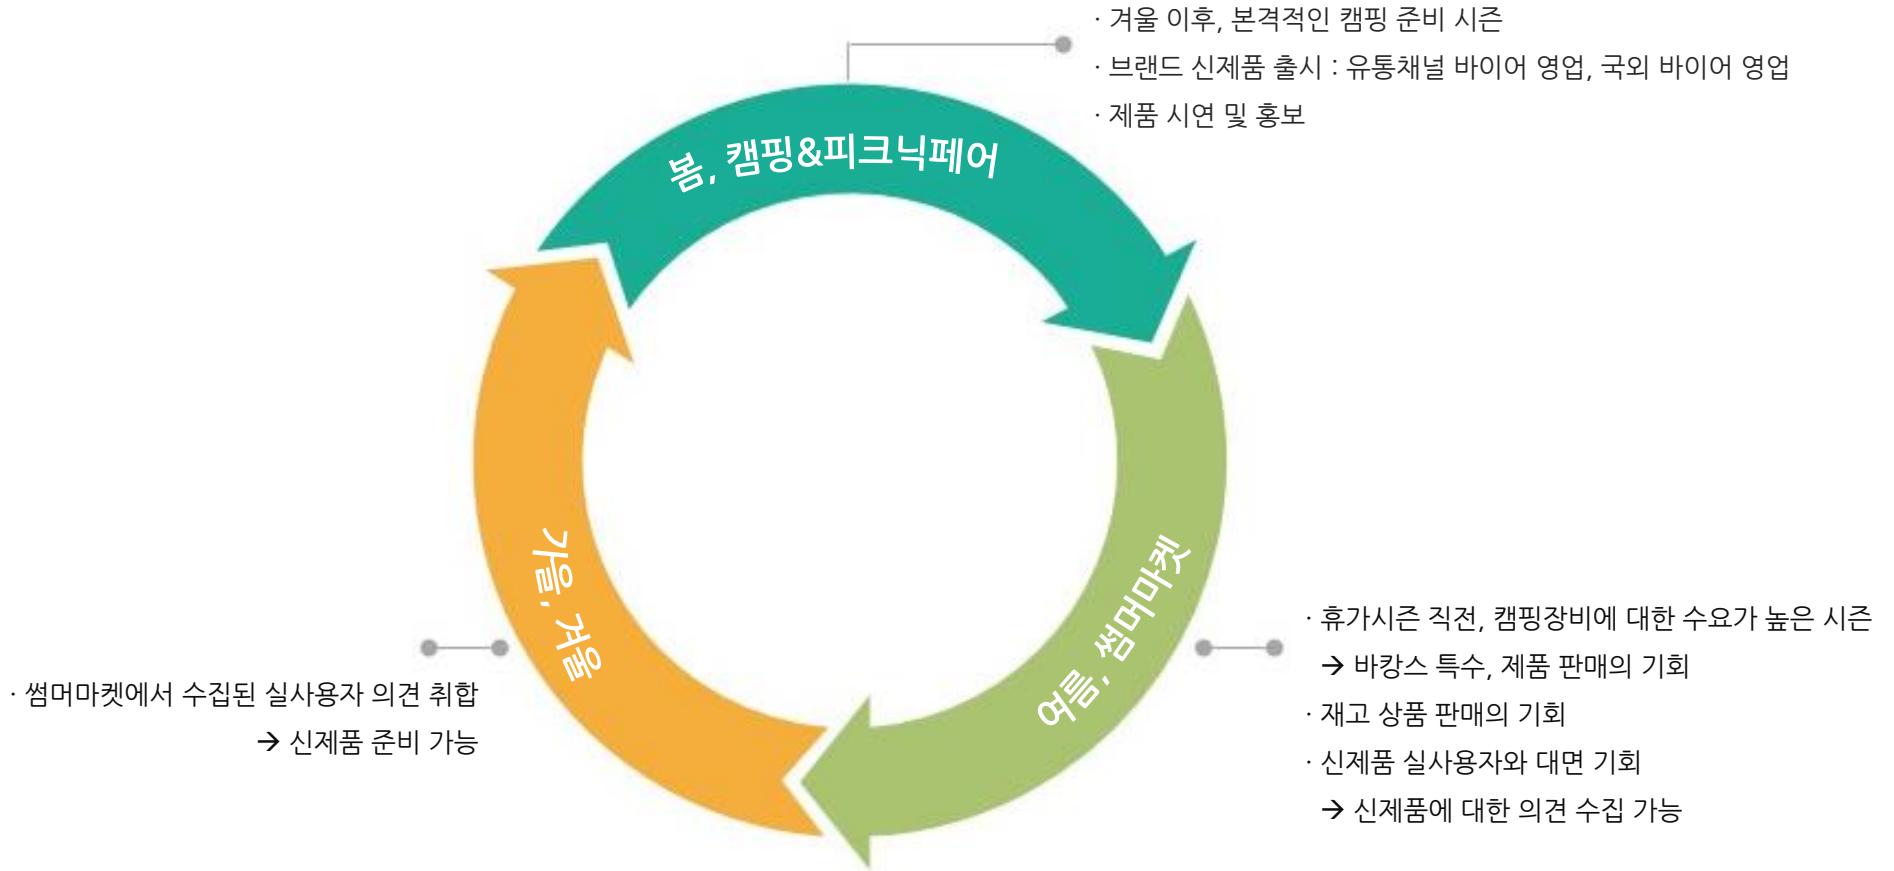 · 겨울 이후, 본격적인 캠핑 준비 시즌
· 브랜드 신제품 출시 : 유통채널 바이어 영업, 국외 바이어 영업
· 제품 시연 및 홍보
봄, 캠핑&피크닉페어
여름, 썸머마켓
· 휴가시즌 직전, 캠핑장비에 대한 수요가 높은 시즌
→ 바캉스 특수, 제품 판매의 기회
· 재고 상품 판매의 기회
· 신제품 실사용자와 대면 기회
→ 신제품에 대한 의견 수집 가능
가을, 겨울
· 썸머마켓에서 수집된 실사용자 의견 취합
→ 신제품 준비 가능